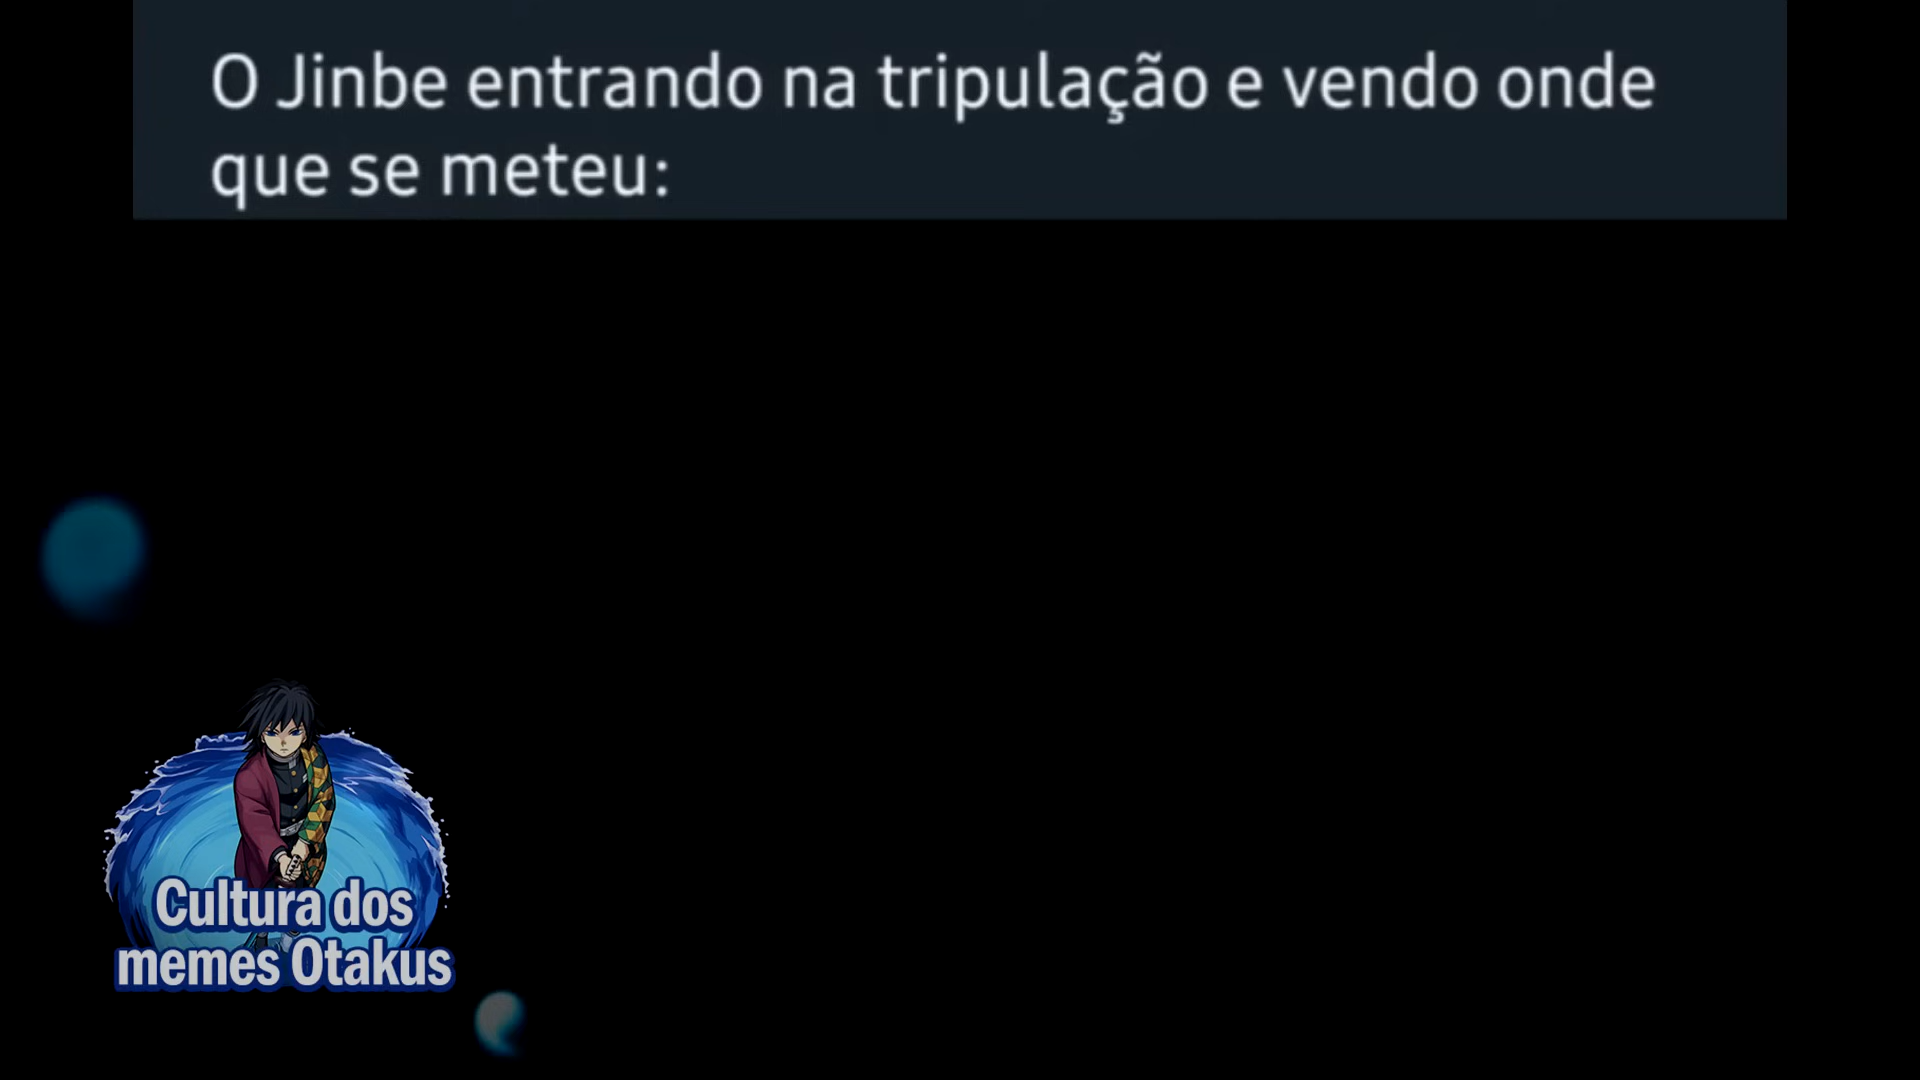 O Jinbe entrando na tripulação e vendo onde
que se meteu:
Cultura dos
memes Otakus